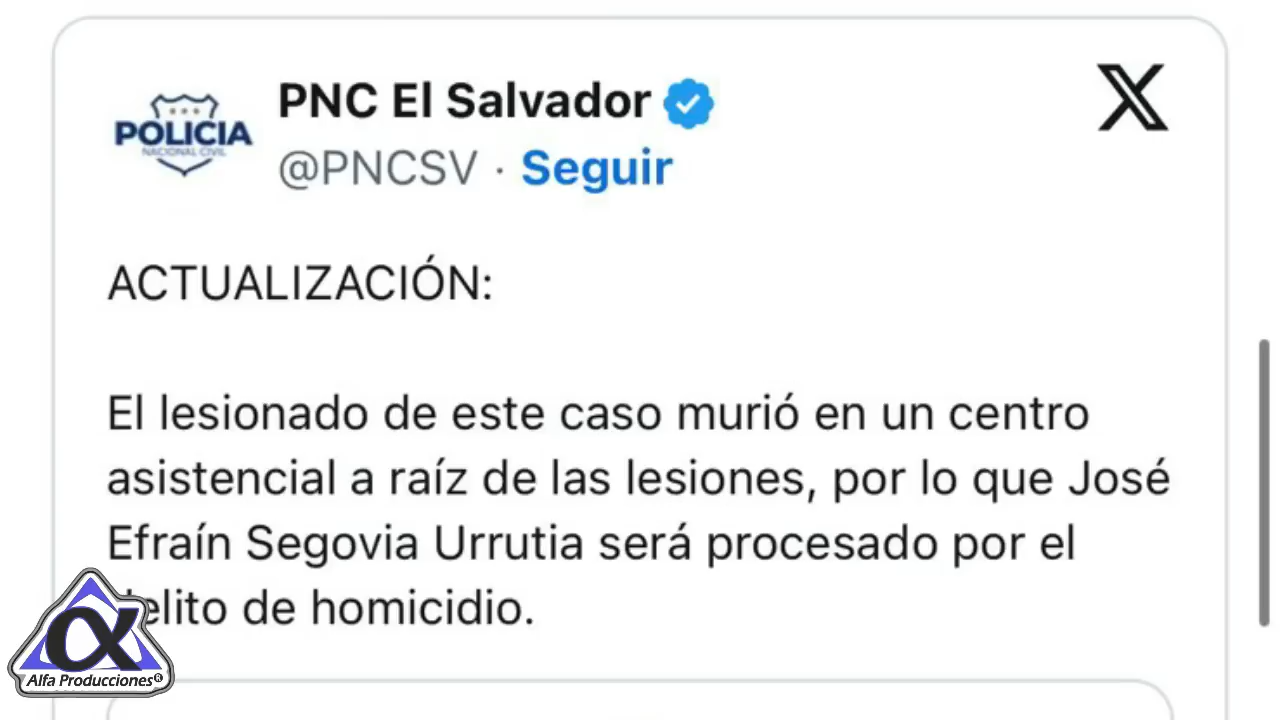 PNC El Salvador
POLICIA
NACIONAL CIVIL
@PNCSV · Seguir
ACTUALIZACIÓN:
El lesionado de este caso murió en un centro
asistencial a raíz de las lesiones, por lo que José
Efraín Segovia Urrutia será procesado por el
delito de homicidio.
Alfa Producciones®